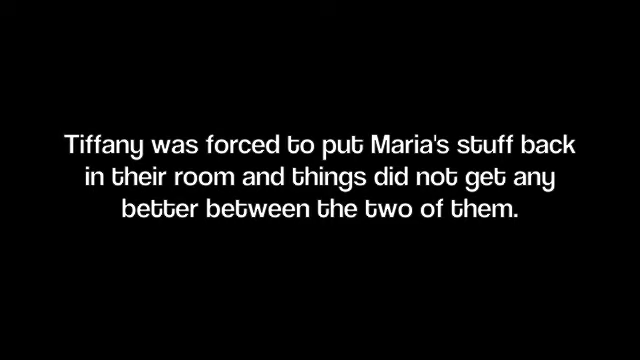 Tiffany was forced to put Maria's stuff back
in their room and things did not get any
better between the two of them.